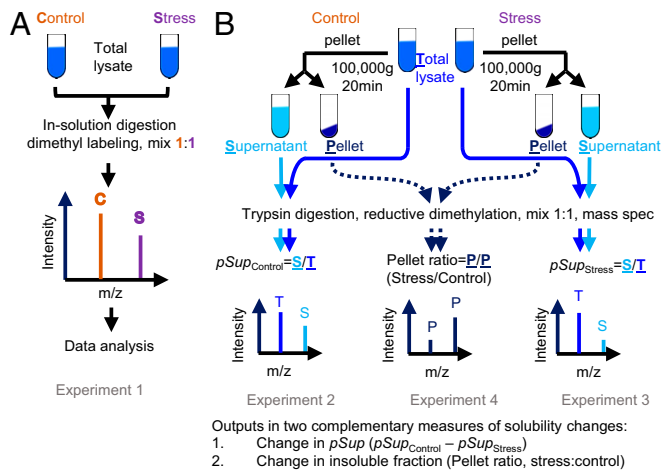 A
Control
Stress
Total
lysate
In-solution digestion
dimethyl labeling, mix 1:1
C
S
Intensity
m/z
Data analysis
Experiment 1
B
Control
Stress
pellet
pellet
100,000g
20min
Total
lysate
100,000g
20min
Supernatant
Pellet
Pellet
Supernatant
Trypsin digestion, reductive dimethylation, mix 1:1, mass spec
pSupControl=S/T
Pellet ratio=P/P
(Stress/Control)
pSupStress=S/T
Intensity
T
S
m/z
Intensity
P
P
m/z
Intensity
T
S
m/z
Experiment 2
Experiment 4
Experiment 3
Outputs in two complementary measures of solubility changes:
1. Change in pSup (pSupControl – pSupStress)
2. Change in insoluble fraction (Pellet ratio, stress:control)